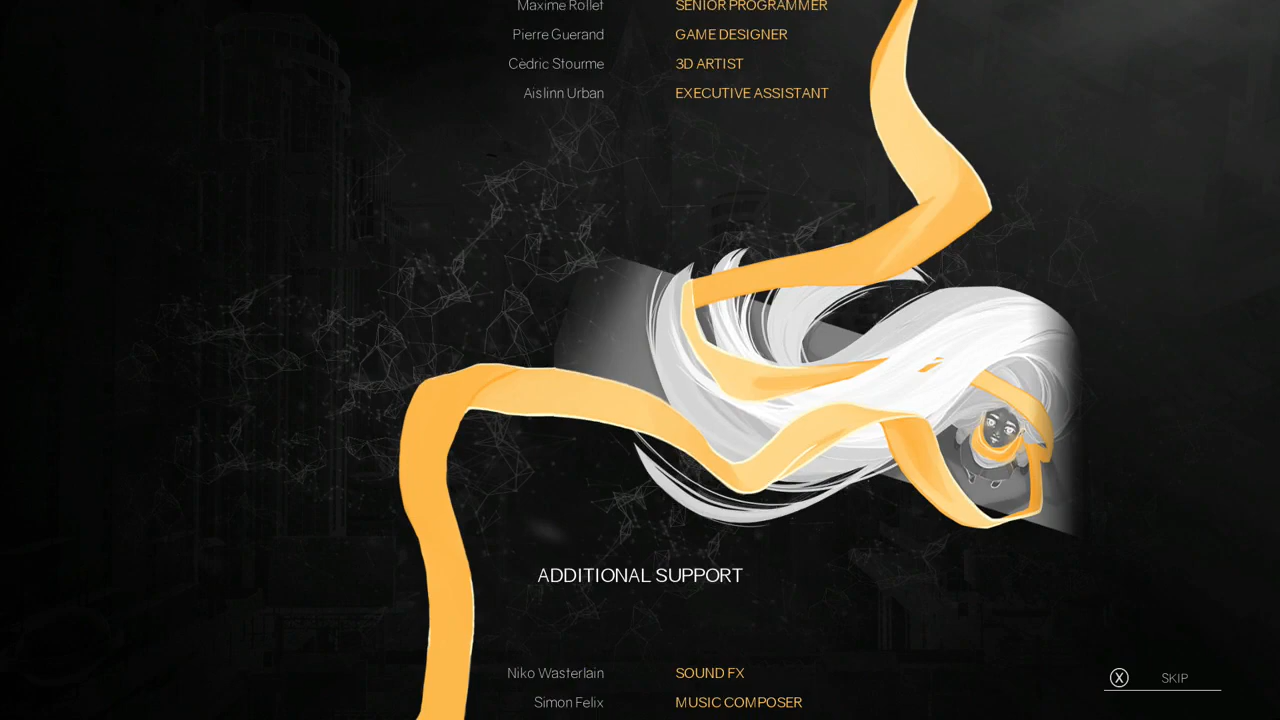 Maxime Rollet SENIOR PROGRAMMER
Pierre Guerand GAME DESIGNER
Cèdric Stourme 3D ARTIST
Aislinn Urban EXECUTIVE ASSISTANT
ADDITIONAL SUPPORT
Niko Wasterlain SOUND FX
Simon Felix MUSIC COMPOSER
X SKIP